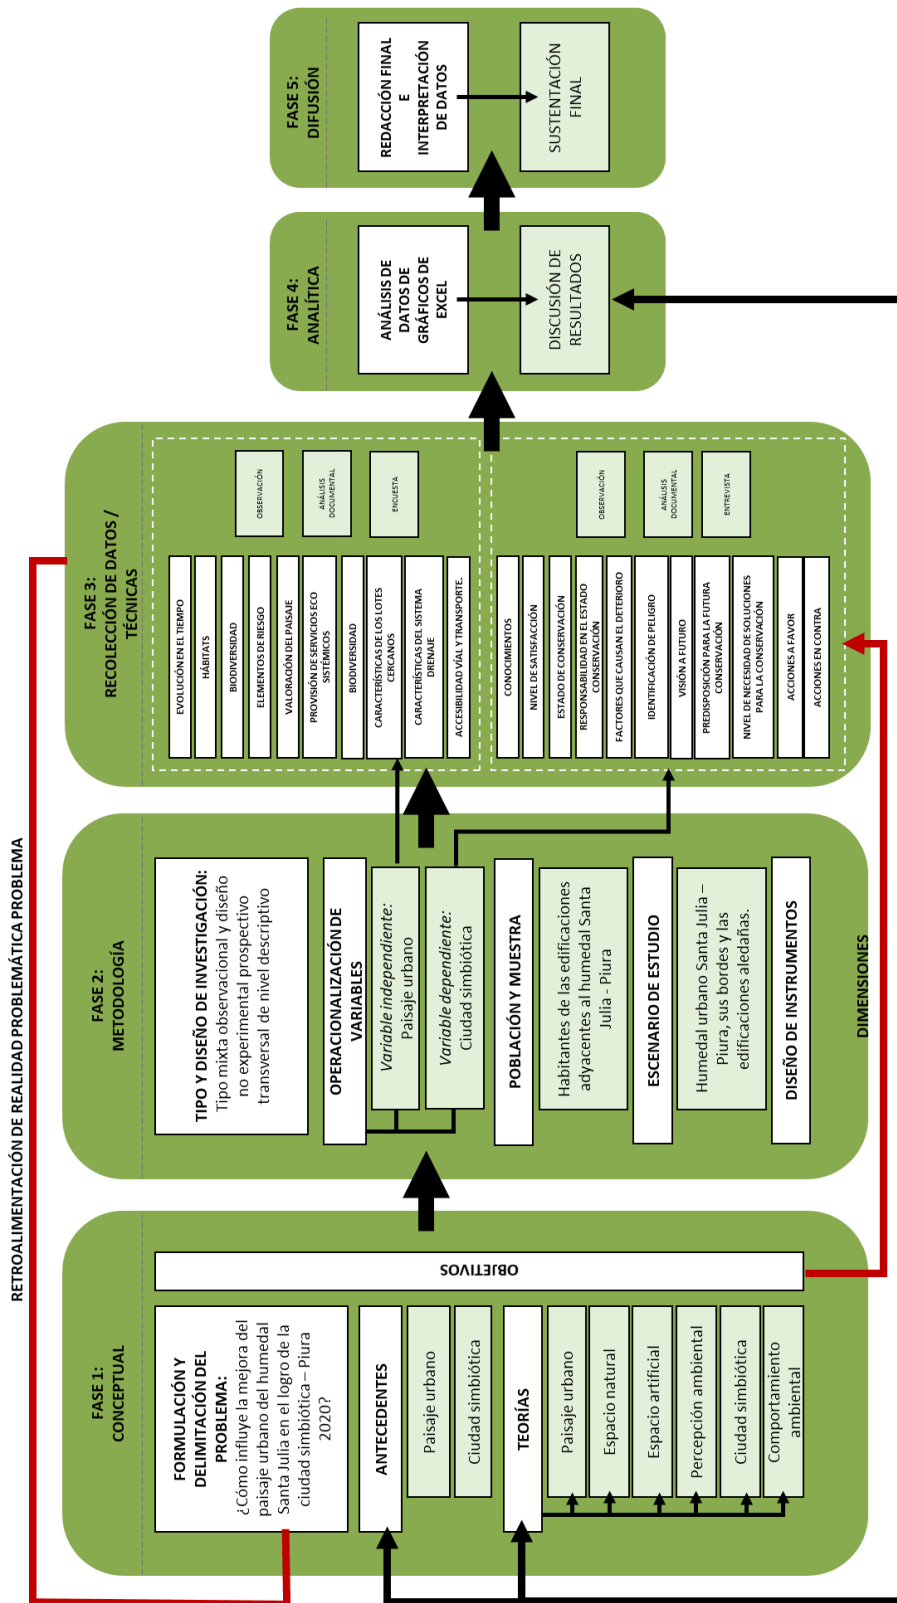 RETROALIMENTACIÓN DE REALIDAD PROBLEMÁTICA PROBLEMA
FASE 1:
CONCEPTUAL
FORMULACIÓN Y
DELIMITACIÓN DEL
PROBLEMA:
¿Cómo influye la mejora del
paisaje urbano del humedal
Santa Julia en el logro de la
ciudad simbiótica – Piura
2020?
ANTECEDENTES
Paisaje urbano
Ciudad simbiótica
TEORÍAS
Paisaje urbano
Espacio natural
Espacio artificial
Percepción ambiental
Ciudad simbiótica
Comportamiento
ambiental
OBJETIVOS
FASE 2:
METODOLOGÍA
TIPO Y DISEÑO DE INVESTIGACIÓN:
Tipo mixta observacional y diseño
no experimental prospectivo
transversal de nivel descriptivo
OPERACIONALIZACIÓN DE
VARIABLES
Variable independiente:
Paisaje urbano
Variable dependiente:
Ciudad simbiótica
POBLACIÓN Y MUESTRA
Habitantes de las edificaciones
adyacentes al humedal Santa
Julia - Piura
ESCENARIO DE ESTUDIO
Humedal urbano Santa Julia –
Piura, sus bordes y las
edificaciones aledañas.
DISEÑO DE INSTRUMENTOS
DIMENSIONES
FASE 3:
RECOLECCIÓN DE DATOS /
TÉCNICAS
EVOLUCIÓN EN EL TIEMPO
HÁBITATS
BIODIVERSIDAD
ELEMENTOS DE RIESGO
VALORACIÓN DEL PAISAJE
PROVISIÓN DE SERVICIOS ECO
SISTÉMICOS
BIODIVERSIDAD
CARACTERÍSTICAS DE LOS LOTES
CERCANOS
CARACTERÍSTICAS DEL SISTEMA
DRENAJE
ACCESIBILIDAD VÍAL Y TRANSPORTE.
OBSERVACIÓN
ANÁLISIS
DOCUMENTAL
ENCUESTA
CONOCIMIENTOS
NIVEL DE SATISFACCIÓN
ESTADO DE CONSERVACIÓN
RESPONSABILIDAD EN EL ESTADO
CONSERVACIÓN
FACTORES QUE CAUSAN EL DETERIORO
IDENTIFICACIÓN DE PELIGRO
VISIÓN A FUTURO
PREDISPOSICIÓN PARA LA FUTURA
CONSERVACIÓN
NIVEL DE NECESIDAD DE SOLUCIONES
PARA LA CONSERVACIÓN
ACCIONES A FAVOR
ACCIONES EN CONTRA
OBSERVACIÓN
ANÁLISIS
DOCUMENTAL
ENTREVISTA
FASE 4:
ANALÍTICA
ANÁLISIS DE
DATOS DE
GRÁFICOS DE
EXCEL
DISCUSIÓN DE
RESULTADOS
FASE 5:
DIFUSIÓN
REDACCIÓN FINAL
E
INTERPRETACIÓN
DE DATOS
SUSTENTACIÓN
FINAL